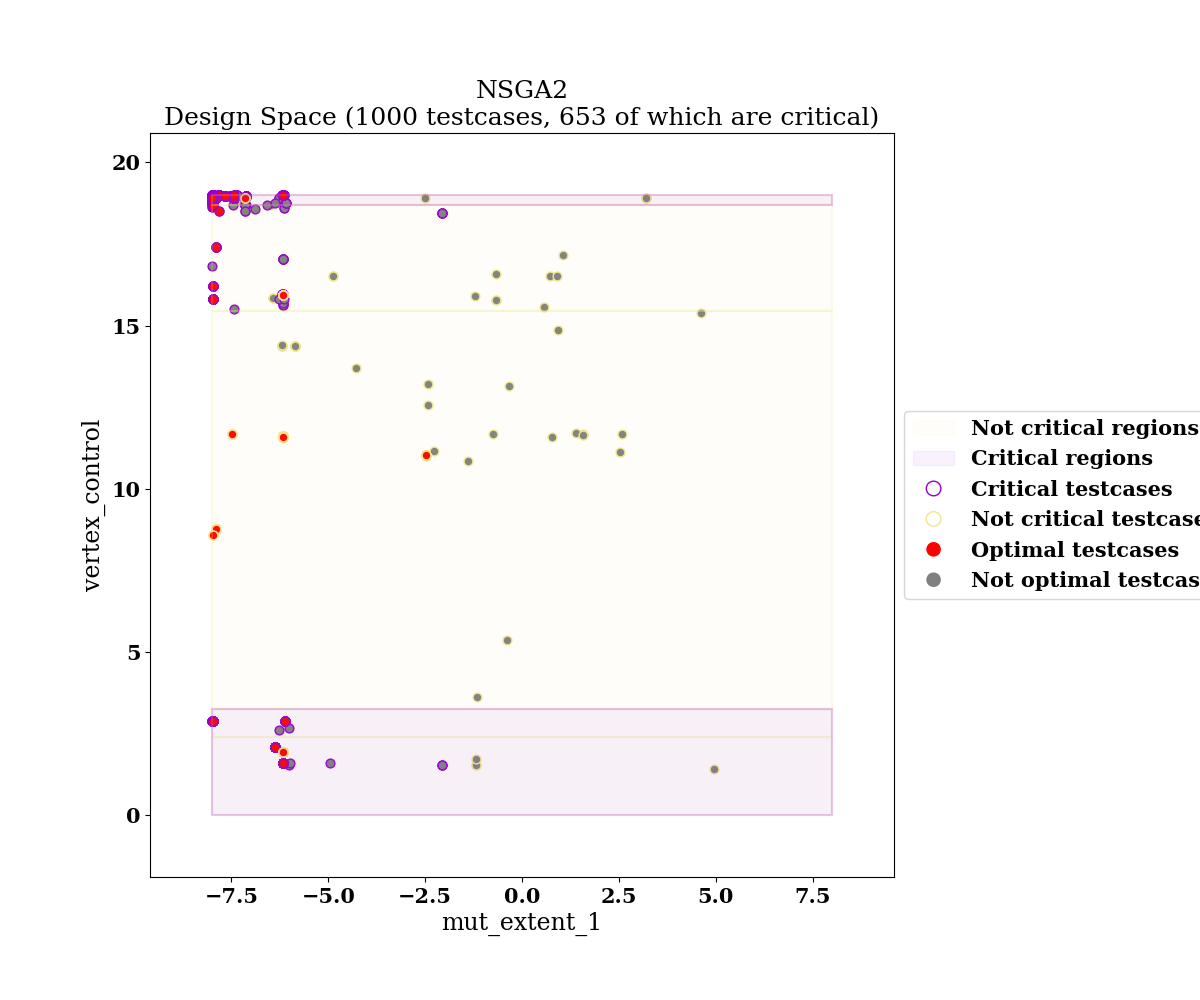 NSGA2
Design Space (1000 testcases, 653 of which are critical)
20
15
10
5
0
vertex_control
−7.5 −5.0 −2.5 0.0 2.5 5.0 7.5
mut_extent_1
Not critical regions
Critical regions
Critical testcases
Not critical testcase
Optimal testcases
Not optimal testcas